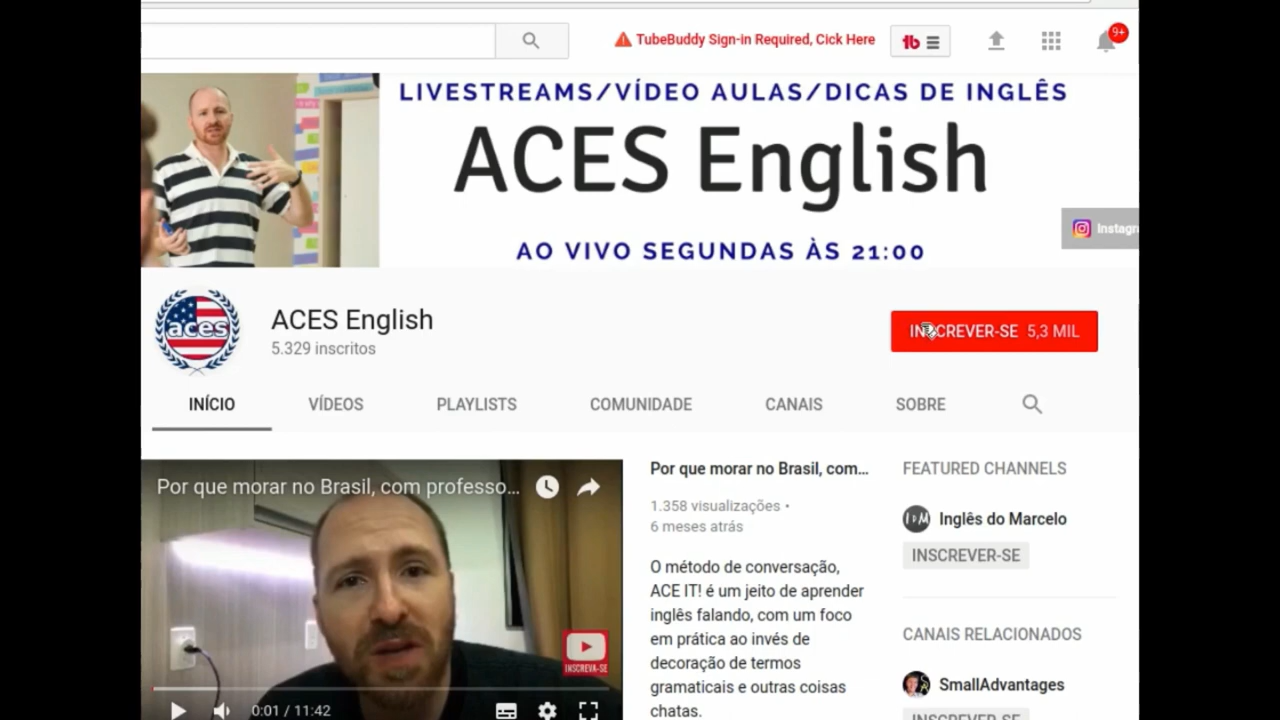 TubeBuddy Sign-in Required, Cick Here
9+
LIVESTREAMS/VÍDEO AULAS/DICAS DE INGLÊS
ACES English
AO VIVO SEGUNDAS ÀS 21:00
aces
ACES English
5.329 inscritos
INSCREVER-SE 5,3 MIL
INÍCIO VÍDEOS PLAYLISTS COMUNIDADE CANAIS SOBRE
Por que morar no Brasil, com professo...
INSCREVA-SE
0:01 / 11:42
Por que morar no Brasil, com...
1.358 visualizações •
6 meses atrás
O método de conversação,
ACE IT! é um jeito de aprender
inglês falando, com um foco
em prática ao invés de
decoração de termos
gramaticais e outras coisas
chatas.
FEATURED CHANNELS
Inglês do Marcelo
INSCREVER-SE
CANAIS RELACIONADOS
SmallAdvantages
INSCREVER-SE